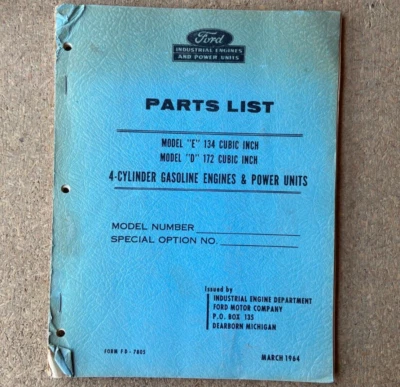 Ford
INDUSTRIAL ENGINES
AND POWER UNITS
PARTS LIST
MODEL "E" 134 CUBIC INCH
MODEL "D" 172 CUBIC INCH
4-CYLINDER GASOLINE ENGINES & POWER UNITS
MODEL NUMBER
SPECIAL OPTION NO.
Issued by
INDUSTRIAL ENGINE DEPARTMENT
FORD MOTOR COMPANY
P.O. BOX 135
DEARBORN MICHIGAN
FORM PD - 7805
MARCH 1964